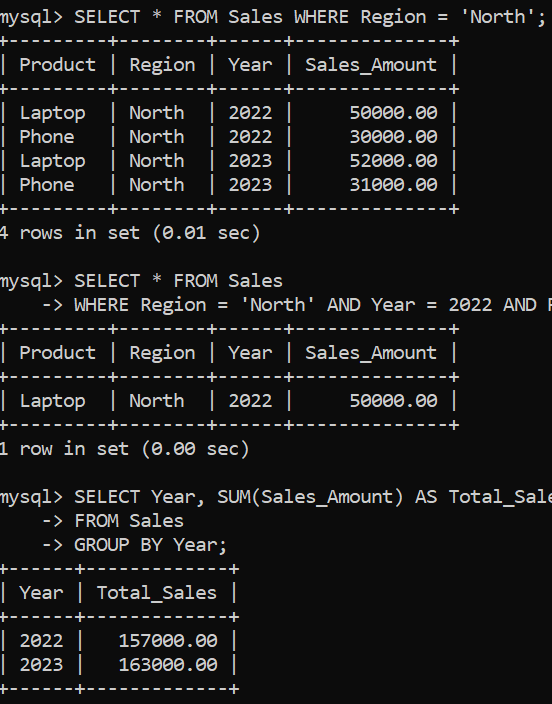 mysql> SELECT * FROM Sales WHERE Region = 'North';
+---------+--------+------+--------------+
| Product | Region | Year | Sales_Amount |
+---------+--------+------+--------------+
| Laptop  | North  | 2022 |     50000.00 |
| Phone   | North  | 2022 |     30000.00 |
| Laptop  | North  | 2023 |     52000.00 |
| Phone   | North  | 2023 |     31000.00 |
+---------+--------+------+--------------+
4 rows in set (0.01 sec)
mysql> SELECT * FROM Sales
    -> WHERE Region = 'North' AND Year = 2022 AND
+---------+--------+------+--------------+
| Product | Region | Year | Sales_Amount |
+---------+--------+------+--------------+
| Laptop  | North  | 2022 |     50000.00 |
+---------+--------+------+--------------+
1 row in set (0.00 sec)
mysql> SELECT Year, SUM(Sales_Amount) AS Total_Sale
    -> FROM Sales
    -> GROUP BY Year;
+------+-------------+
| Year | Total_Sales |
+------+-------------+
| 2022 |   157000.00 |
| 2023 |   163000.00 |
+------+-------------+